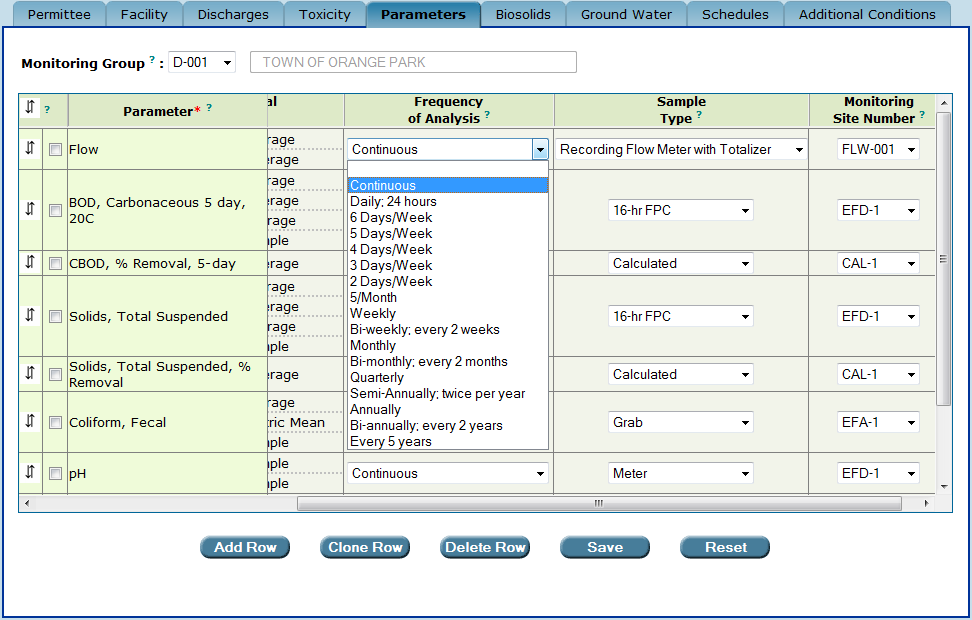 Permittee Facility Discharges Toxicity Parameters Biosolids Ground Water Schedules Additional Conditions
Monitoring Group ? : D-001 TOWN OF ORANGE PARK
? Parameter* ? al Frequency of Analysis ? Sample Type ? Monitoring Site Number ?
Flow
rage
erage
Continuous
Recording Flow Meter with Totalizer
FLW-001
Continuous
Daily; 24 hours
6 Days/Week
5 Days/Week
4 Days/Week
3 Days/Week
2 Days/Week
5/Month
Weekly
Bi-weekly; every 2 weeks
Monthly
Bi-monthly; every 2 months
Quarterly
Semi-Annually; twice per year
Annually
Bi-annually; every 2 years
Every 5 years
BOD, Carbonaceous 5 day,
20C
rage
erage
rage
mple
16-hr FPC
EFD-1
CBOD, % Removal, 5-day
erage
Calculated
CAL-1
Solids, Total Suspended
rage
erage
rage
mple
16-hr FPC
EFD-1
Solids, Total Suspended, %
Removal
erage
Calculated
CAL-1
Coliform, Fecal
rage
tric Mean
mple
Grab
EFA-1
pH
mple
mple
Continuous
Meter
EFD-1
Add Row Clone Row Delete Row Save Reset